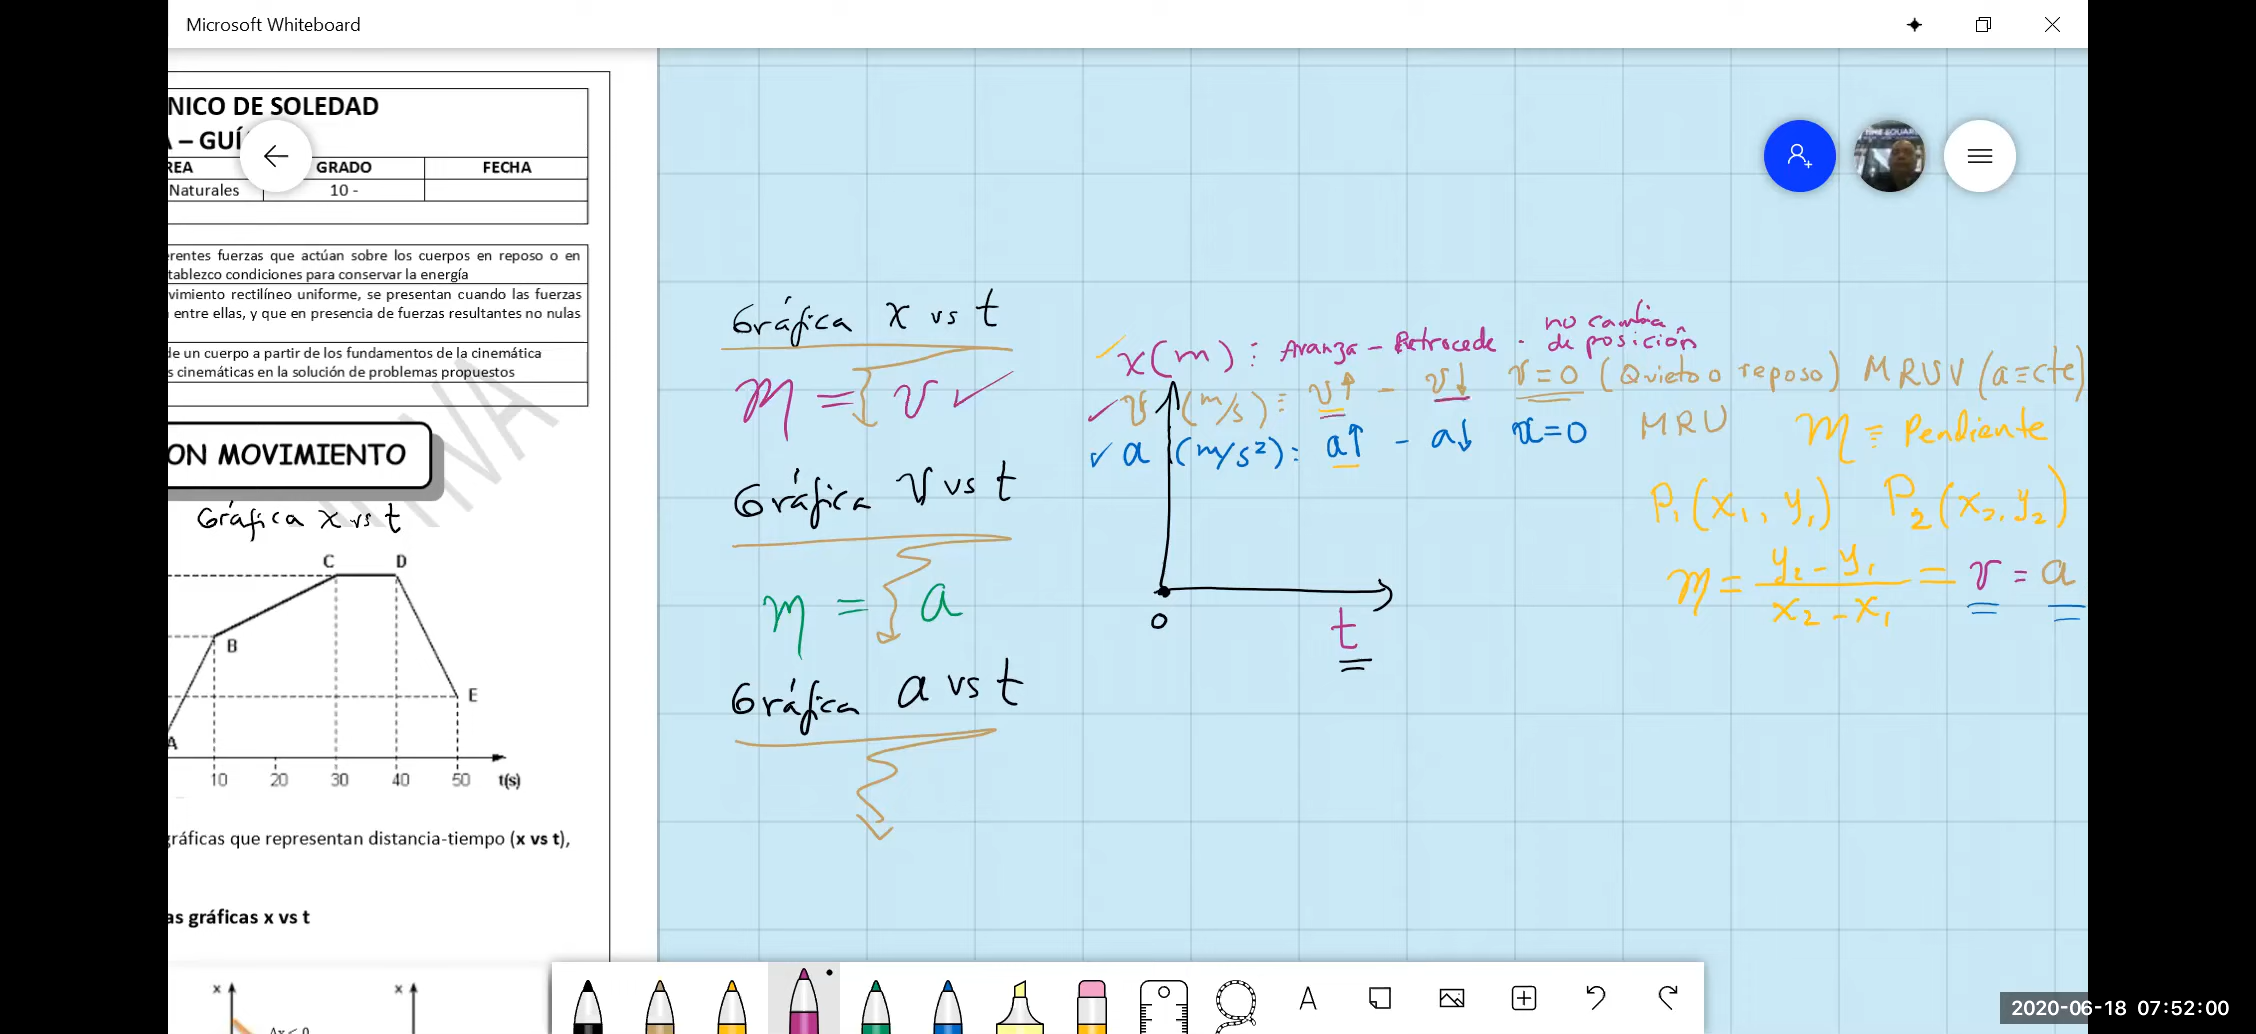 Microsoft Whiteboard
NICO DE SOLEDAD
A – GUÍ
REA GRADO FECHA
Naturales 10 -
erentes fuerzas que actúan sobre los cuerpos en reposo o en
tablezco condiciones para conservar la energía
vimiento rectilíneo uniforme, se presentan cuando las fuerzas
entre ellas, y que en presencia de fuerzas resultantes no nulas
de un cuerpo a partir de los fundamentos de la cinemática
s cinemáticas en la solución de problemas propuestos
ON MOVIMIENTO
Gráfica x vs t
C D
B
E
A
10 20 30 40 50 t(s)
gráficas que representan distancia-tiempo (x vs t),
as gráficas x vs t
x x
Δx < 0
Gráfica x vs t
m = v ✓
Gráfica V vs t
m = a
Gráfica a vs t
✓ x(m) : Avanza - Retrocede - no cambia de posición
✓ v (m/s) : v↑ - v↓ v=0 (Quieto o reposo) MRUV (a=cte)
✓ a (m/s²) : a↑ - a↓ a=0 MRU
0
t
m = Pendiente
P₁(x₁, y₁) P₂(x₂, y₂)
m = y₂ - y₁ / x₂ - x₁ = v = a
A
2020-06-18 07:52:00